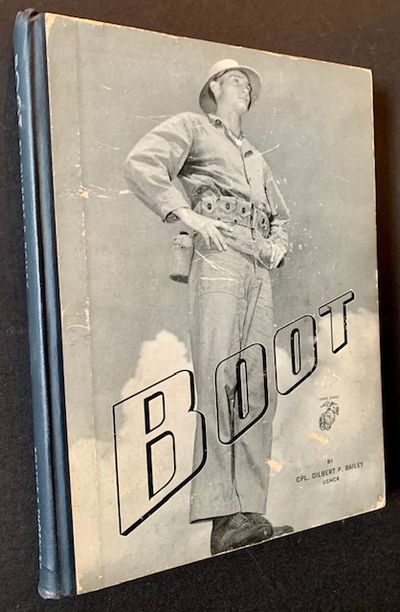 BOOT
BY
CPL. GILBERT P. BAILEY
USMCR